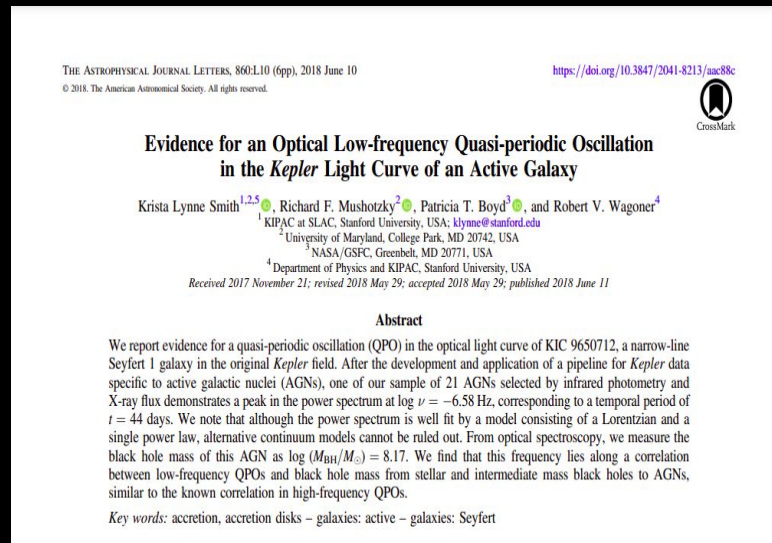 THE ASTROPHYSICAL JOURNAL LETTERS, 860:L10 (6pp), 2018 June 10
https://doi.org/10.3847/2041-8213/aac88c
© 2018. The American Astronomical Society. All rights reserved.
CrossMark
Evidence for an Optical Low-frequency Quasi-periodic Oscillation
in the Kepler Light Curve of an Active Galaxy
Krista Lynne Smith1,2,5, Richard F. Mushotzky2, Patricia T. Boyd3, and Robert V. Wagoner4
1 KIPAC at SLAC, Stanford University, USA; klynne@stanford.edu
2 University of Maryland, College Park, MD 20742, USA
3 NASA/GSFC, Greenbelt, MD 20771, USA
4 Department of Physics and KIPAC, Stanford University, USA
Received 2017 November 21; revised 2018 May 29; accepted 2018 May 29; published 2018 June 11
Abstract
We report evidence for a quasi-periodic oscillation (QPO) in the optical light curve of KIC 9650712, a narrow-line
Seyfert 1 galaxy in the original Kepler field. After the development and application of a pipeline for Kepler data
specific to active galactic nuclei (AGNs), one of our sample of 21 AGNs selected by infrared photometry and
X-ray flux demonstrates a peak in the power spectrum at log ν = −6.58 Hz, corresponding to a temporal period of
t = 44 days. We note that although the power spectrum is well fit by a model consisting of a Lorentzian and a
single power law, alternative continuum models cannot be ruled out. From optical spectroscopy, we measure the
black hole mass of this AGN as log (MBH/M☉) = 8.17. We find that this frequency lies along a correlation
between low-frequency QPOs and black hole mass from stellar and intermediate mass black holes to AGNs,
similar to the known correlation in high-frequency QPOs.
Key words: accretion, accretion disks – galaxies: active – galaxies: Seyfert